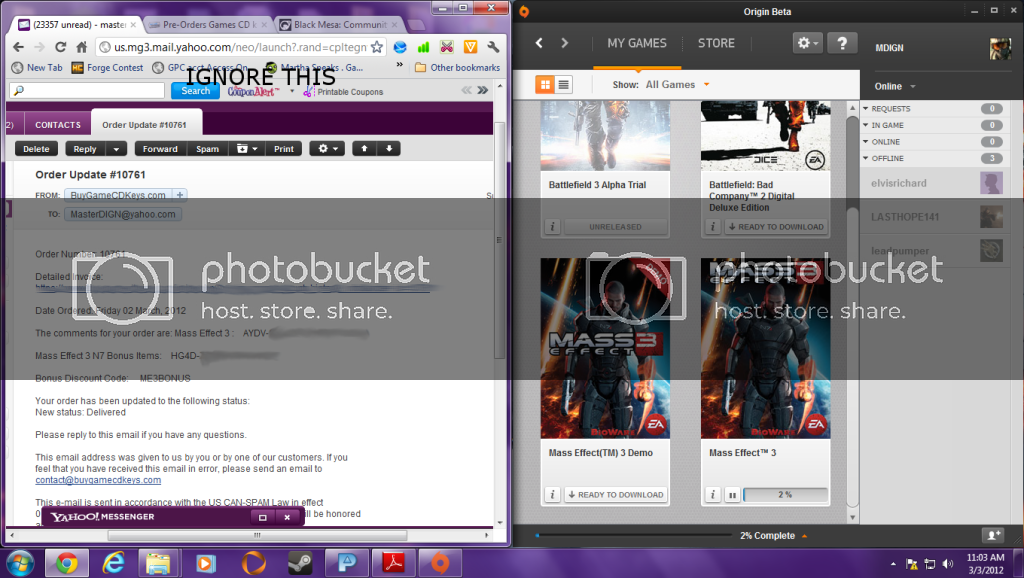 (23357 unread) - master
Pre-Orders Games CD k
Black Mesa: Communit
us.mg3.mail.yahoo.com/neo/launch?.rand=cpltegn
New Tab
Forge Contest
GPC acct Access On
Martha Speaks . Ga...
»
Other bookmarks
IGNORE THIS
Search
CouponAlert™
Printable Coupons
2)
CONTACTS
Order Update #10761
Delete
Reply
Forward
Spam
Print
Order Update #10761
FROM: BuyGameCDKeys.com +
TO: MasterDIGN@yahoo.com
Order Number: 10761
Detailed Invoice:
Date Ordered: Friday 02 March, 2012
The comments for your order are: Mass Effect 3 : AYDV-
Mass Effect 3 N7 Bonus Items: HG4D-
Bonus Discount Code: ME3BONUS
Your order has been updated to the following status:
New status: Delivered
Please reply to this email if you have any questions.
This email address was given to us by you or by one of our customers. If you
feel that you have received this email in error, please send an email to
contact@buygamecdkeys.com
This e-mail is sent in accordance with the US CAN-SPAM Law in effect
ill be honored
YAHOO! MESSENGER
Origin Beta
MY GAMES
STORE
?
MDIGN
Online
Show: All Games
REQUESTS 0
IN GAME 0
ONLINE 0
OFFLINE 3
elvisrichard
LASTHOPE141
leadpumper
Battlefield 3 Alpha Trial
i UNRELEASED
DICE EA
Battlefield: Bad
Company™ 2 Digital
Deluxe Edition
i READY TO DOWNLOAD
DEMO
MASS EFFECT 3
BIOWARE EA
Mass Effect(TM) 3 Demo
i READY TO DOWNLOAD
MASS EFFECT 3
BIOWARE EA
Mass Effect™ 3
i 2 %
2% Complete
photobucket
host. store. share.
photobucket
host. store. share.
11:03 AM
3/3/2012